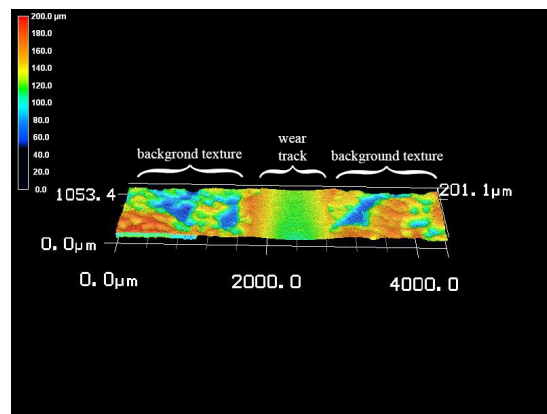 200.0 µm
180.0
160.0
140.0
120.0
100.0
80.0
60.0
40.0
20.0
0.0
backgrond texture
wear
track
background texture
1053.4
201.1µm
0.0µm
0.0µm
2000.0
4000.0